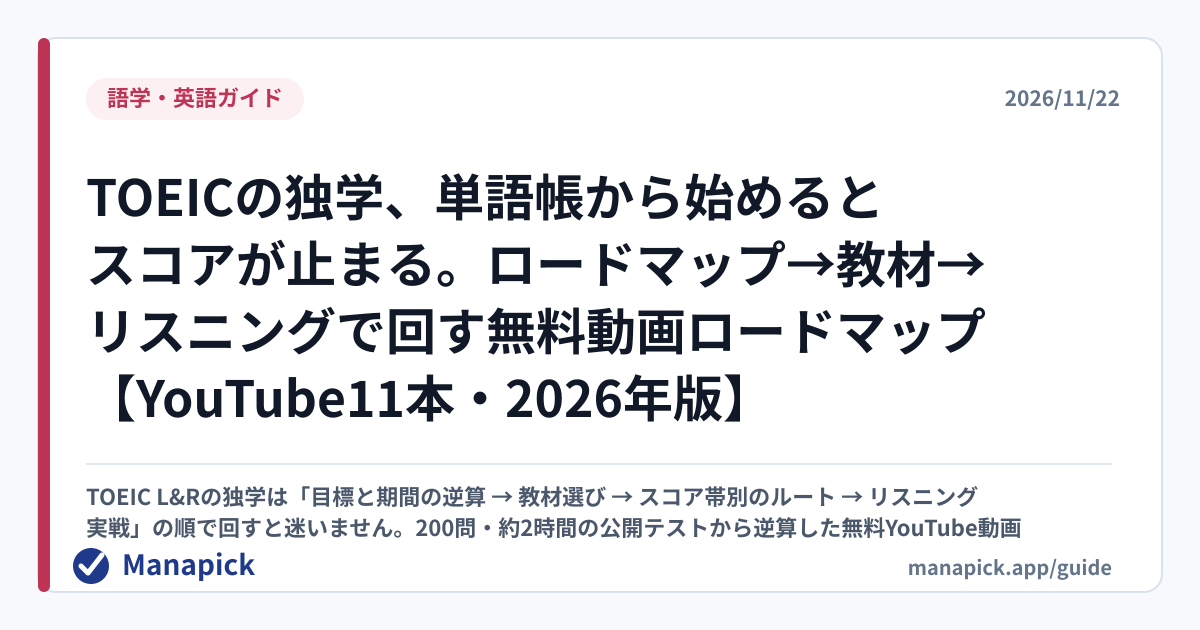 語学・英語ガイド
2026/11/22
TOEICの独学、単語帳から始めると
スコアが止まる。ロードマップ→教材→
リスニングで回す無料動画ロードマップ
【YouTube11本・2026年版】
TOEIC L&Rの独学は「目標と期間の逆算 → 教材選び → スコア帯別のルート → リスニング
実戦」の順で回すと迷いません。200問・約2時間の公開テストから逆算した無料YouTube動画
Manapick
manapick.app/guide